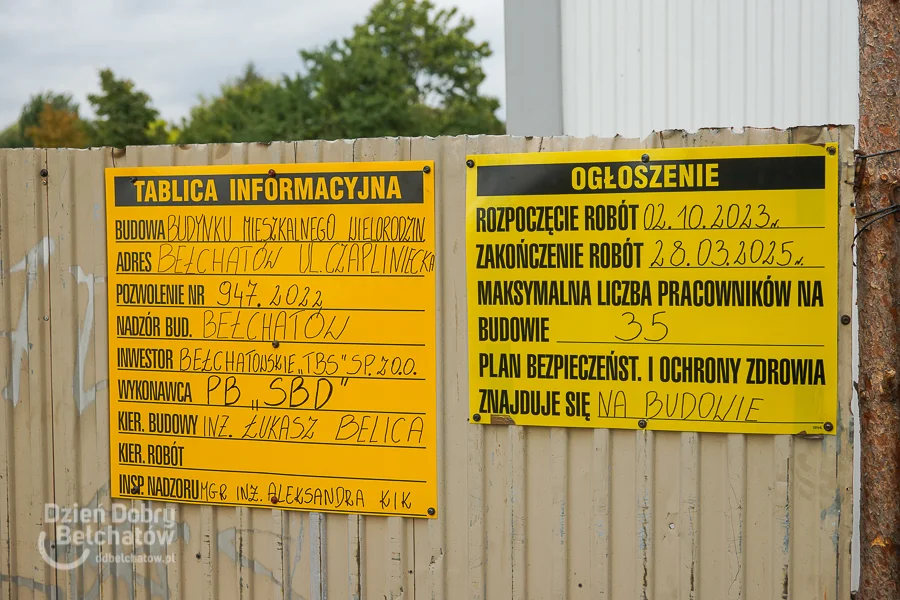 TABLICA INFORMACYJNA
BUDOWA BUDYNKU MIESZKALNEGO WIELORODZIN.
ADRES BEŁCHATÓW UL. CZAPLINIECKA
POZWOLENIE NR 947.2022
NADZÓR BUD. BEŁCHATÓW
INWESTOR BEŁCHATOWSKIE „TBS" SP. Z O.O.
WYKONAWCA PB „SBD"
KIER. BUDOWY INŻ. ŁUKASZ BELICA
KIER. ROBÓT
INSP. NADZORU MGR INŻ. ALEKSANDRA KIK
OGŁOSZENIE
ROZPOCZĘCIE ROBÓT 02.10.2023r.
ZAKOŃCZENIE ROBÓT 28.03.2025r.
MAKSYMALNA LICZBA PRACOWNIKÓW NA
BUDOWIE 35
PLAN BEZPIECZEŃST. I OCHRONY ZDROWIA
ZNAJDUJE SIĘ NA BUDOWIE
Dzień Dobry
Bełchatów
ddbelchatow.pl